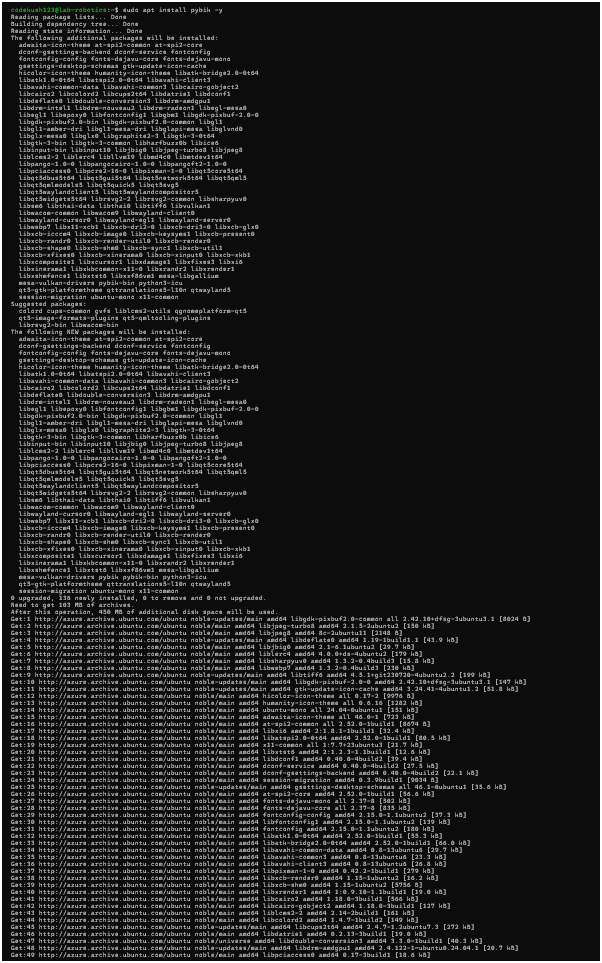 codekush123@lab-robotics:~$ sudo apt install pybik -y
Reading package lists... Done
Building dependency tree... Done
Reading state information... Done
The following additional packages will be installed:
adwaita-icon-theme at-spi2-common at-spi2-core
dconf-gsettings-backend dconf-service fontconfig
fontconfig-config fonts-dejavu-core fonts-dejavu-mono
gsettings-desktop-schemas gtk-update-icon-cache
hicolor-icon-theme humanity-icon-theme libatk-bridge2.0-0t64
libatk1.0-0t64 libatspi2.0-0t64 libavahi-client3
libavahi-common-data libavahi-common3 libcairo-gobject2
libcairo2 libcolord2 libcups2t64 libdatrie1 libdconf1
libdeflate0 libdouble-conversion3 libdrm-amdgpu1
libdrm-intel1 libdrm-nouveau2 libdrm-radeon1 libegl-mesa0
libegl1 libepoxy0 libfontconfig1 libgbm1 libgdk-pixbuf-2.0-0
libgdk-pixbuf2.0-bin libgdk-pixbuf2.0-common libgl1
libgl1-amber-dri libgl1-mesa-dri libglapi-mesa libglvnd0
libglx-mesa0 libglx0 libgraphite2-3 libgtk-3-0t64
libgtk-3-bin libgtk-3-common libharfbuzz0b libice6
libinput-bin libinput10 libjbig0 libjpeg-turbo8 libjpeg8
liblcms2-2 liblerc4 libllvm19 libmd4c0 libmtdev1t64
libpango-1.0-0 libpangocairo-1.0-0 libpangoft2-1.0-0
libpciaccess0 libpcre2-16-0 libpixman-1-0 libqt5core5t64
libqt5dbus5t64 libqt5gui5t64 libqt5network5t64 libqt5qml5
libqt5qmlmodels5 libqt5quick5 libqt5svg5
libqt5waylandclient5 libqt5waylandcompositor5
libqt5widgets5t64 librsvg2-2 librsvg2-common libsharpyuv0
libsm6 libthai-data libthai0 libtiff6 libvulkan1
libwacom-common libwacom9 libwayland-client0
libwayland-cursor0 libwayland-egl1 libwayland-server0
libwebp7 libx11-xcb1 libxcb-dri2-0 libxcb-dri3-0 libxcb-glx0
libxcb-icccm4 libxcb-image0 libxcb-keysyms1 libxcb-present0
libxcb-randr0 libxcb-render-util0 libxcb-render0
libxcb-shape0 libxcb-shm0 libxcb-sync1 libxcb-util1
libxcb-xfixes0 libxcb-xinerama0 libxcb-xinput0 libxcb-xkb1
libxcomposite1 libxcursor1 libxdamage1 libxfixes3 libxi6
libxinerama1 libxkbcommon-x11-0 libxrandr2 libxrender1
libxshmfence1 libxtst6 libxxf86vm1 mesa-libgallium
mesa-vulkan-drivers pybik-bin python3-icu
qt5-gtk-platformtheme qttranslations5-l10n qtwayland5
session-migration ubuntu-mono x11-common
Suggested packages:
colord cups-common gvfs liblcms2-utils qgnomeplatform-qt5
qt5-image-formats-plugins qt5-qmltooling-plugins
librsvg2-bin libwacom-bin
The following NEW packages will be installed:
adwaita-icon-theme at-spi2-common at-spi2-core
dconf-gsettings-backend dconf-service fontconfig
fontconfig-config fonts-dejavu-core fonts-dejavu-mono
gsettings-desktop-schemas gtk-update-icon-cache
hicolor-icon-theme humanity-icon-theme libatk-bridge2.0-0t64
libatk1.0-0t64 libatspi2.0-0t64 libavahi-client3
libavahi-common-data libavahi-common3 libcairo-gobject2
libcairo2 libcolord2 libcups2t64 libdatrie1 libdconf1
libdeflate0 libdouble-conversion3 libdrm-amdgpu1
libdrm-intel1 libdrm-nouveau2 libdrm-radeon1 libegl-mesa0
libegl1 libepoxy0 libfontconfig1 libgbm1 libgdk-pixbuf-2.0-0
libgdk-pixbuf2.0-bin libgdk-pixbuf2.0-common libgl1
libgl1-amber-dri libgl1-mesa-dri libglapi-mesa libglvnd0
libglx-mesa0 libglx0 libgraphite2-3 libgtk-3-0t64
libgtk-3-bin libgtk-3-common libharfbuzz0b libice6
libinput-bin libinput10 libjbig0 libjpeg-turbo8 libjpeg8
liblcms2-2 liblerc4 libllvm19 libmd4c0 libmtdev1t64
libpango-1.0-0 libpangocairo-1.0-0 libpangoft2-1.0-0
libpciaccess0 libpcre2-16-0 libpixman-1-0 libqt5core5t64
libqt5dbus5t64 libqt5gui5t64 libqt5network5t64 libqt5qml5
libqt5qmlmodels5 libqt5quick5 libqt5svg5
libqt5waylandclient5 libqt5waylandcompositor5
libqt5widgets5t64 librsvg2-2 librsvg2-common libsharpyuv0
libsm6 libthai-data libthai0 libtiff6 libvulkan1
libwacom-common libwacom9 libwayland-client0
libwayland-cursor0 libwayland-egl1 libwayland-server0
libwebp7 libx11-xcb1 libxcb-dri2-0 libxcb-dri3-0 libxcb-glx0
libxcb-icccm4 libxcb-image0 libxcb-keysyms1 libxcb-present0
libxcb-randr0 libxcb-render-util0 libxcb-render0
libxcb-shape0 libxcb-shm0 libxcb-sync1 libxcb-util1
libxcb-xfixes0 libxcb-xinerama0 libxcb-xinput0 libxcb-xkb1
libxcomposite1 libxcursor1 libxdamage1 libxfixes3 libxi6
libxinerama1 libxkbcommon-x11-0 libxrandr2 libxrender1
libxshmfence1 libxtst6 libxxf86vm1 mesa-libgallium
mesa-vulkan-drivers pybik pybik-bin python3-icu
qt5-gtk-platformtheme qttranslations5-l10n qtwayland5
session-migration ubuntu-mono x11-common
0 upgraded, 136 newly installed, 0 to remove and 0 not upgraded.
Need to get 103 MB of archives.
After this operation, 450 MB of additional disk space will be used.
Get:1 http://azure.archive.ubuntu.com/ubuntu noble-updates/main amd64 libgdk-pixbuf2.0-common all 2.42.10+dfsg-3ubuntu3.1 [8024 B]
Get:2 http://azure.archive.ubuntu.com/ubuntu noble/main amd64 libjpeg-turbo8 amd64 2.1.5-2ubuntu2 [150 kB]
Get:3 http://azure.archive.ubuntu.com/ubuntu noble/main amd64 libjpeg8 amd64 8c-2ubuntu11 [2148 B]
Get:4 http://azure.archive.ubuntu.com/ubuntu noble-updates/main amd64 libdeflate0 amd64 1.19-1build1.1 [43.9 kB]
Get:5 http://azure.archive.ubuntu.com/ubuntu noble/main amd64 libjbig0 amd64 2.1-6.1ubuntu2 [29.7 kB]
Get:6 http://azure.archive.ubuntu.com/ubuntu noble/main amd64 liblerc4 amd64 4.0.0+ds-4ubuntu2 [179 kB]
Get:7 http://azure.archive.ubuntu.com/ubuntu noble/main amd64 libsharpyuv0 amd64 1.3.2-0.4build3 [15.8 kB]
Get:8 http://azure.archive.ubuntu.com/ubuntu noble/main amd64 libwebp7 amd64 1.3.2-0.4build3 [230 kB]
Get:9 http://azure.archive.ubuntu.com/ubuntu noble-updates/main amd64 libtiff6 amd64 4.5.1+git230720-4ubuntu2.2 [199 kB]
Get:10 http://azure.archive.ubuntu.com/ubuntu noble-updates/main amd64 libgdk-pixbuf-2.0-0 amd64 2.42.10+dfsg-3ubuntu3.1 [147 kB]
Get:11 http://azure.archive.ubuntu.com/ubuntu noble-updates/main amd64 gtk-update-icon-cache amd64 3.24.41-4ubuntu1.2 [51.8 kB]
Get:12 http://azure.archive.ubuntu.com/ubuntu noble/main amd64 hicolor-icon-theme all 0.17-2 [9976 B]
Get:13 http://azure.archive.ubuntu.com/ubuntu noble/main amd64 humanity-icon-theme all 0.6.16 [1282 kB]
Get:14 http://azure.archive.ubuntu.com/ubuntu noble/main amd64 ubuntu-mono all 24.04-0ubuntu1 [151 kB]
Get:15 http://azure.archive.ubuntu.com/ubuntu noble/main amd64 adwaita-icon-theme all 46.0-1 [723 kB]
Get:16 http://azure.archive.ubuntu.com/ubuntu noble/main amd64 at-spi2-common all 2.52.0-1build1 [8674 B]
Get:17 http://azure.archive.ubuntu.com/ubuntu noble/main amd64 libxi6 amd64 2:1.8.1-1build1 [32.4 kB]
Get:18 http://azure.archive.ubuntu.com/ubuntu noble/main amd64 libatspi2.0-0t64 amd64 2.52.0-1build1 [80.5 kB]
Get:19 http://azure.archive.ubuntu.com/ubuntu noble/main amd64 x11-common all 1:7.7+23ubuntu3 [21.7 kB]
Get:20 http://azure.archive.ubuntu.com/ubuntu noble/main amd64 libxtst6 amd64 2:1.2.3-1.1build1 [12.6 kB]
Get:21 http://azure.archive.ubuntu.com/ubuntu noble/main amd64 libdconf1 amd64 0.40.0-4build2 [39.4 kB]
Get:22 http://azure.archive.ubuntu.com/ubuntu noble/main amd64 dconf-service amd64 0.40.0-4build2 [27.5 kB]
Get:23 http://azure.archive.ubuntu.com/ubuntu noble/main amd64 dconf-gsettings-backend amd64 0.40.0-4build2 [22.1 kB]
Get:24 http://azure.archive.ubuntu.com/ubuntu noble/main amd64 session-migration amd64 0.3.9build1 [9034 B]
Get:25 http://azure.archive.ubuntu.com/ubuntu noble-updates/main amd64 gsettings-desktop-schemas all 46.1-0ubuntu1 [35.6 kB]
Get:26 http://azure.archive.ubuntu.com/ubuntu noble/main amd64 at-spi2-core amd64 2.52.0-1build1 [56.6 kB]
Get:27 http://azure.archive.ubuntu.com/ubuntu noble/main amd64 fonts-dejavu-mono all 2.37-8 [502 kB]
Get:28 http://azure.archive.ubuntu.com/ubuntu noble/main amd64 fonts-dejavu-core all 2.37-8 [835 kB]
Get:29 http://azure.archive.ubuntu.com/ubuntu noble/main amd64 fontconfig-config amd64 2.15.0-1.1ubuntu2 [37.3 kB]
Get:30 http://azure.archive.ubuntu.com/ubuntu noble/main amd64 libfontconfig1 amd64 2.15.0-1.1ubuntu2 [139 kB]
Get:31 http://azure.archive.ubuntu.com/ubuntu noble/main amd64 fontconfig amd64 2.15.0-1.1ubuntu2 [180 kB]
Get:32 http://azure.archive.ubuntu.com/ubuntu noble/main amd64 libatk1.0-0t64 amd64 2.52.0-1build1 [55.3 kB]
Get:33 http://azure.archive.ubuntu.com/ubuntu noble/main amd64 libatk-bridge2.0-0t64 amd64 2.52.0-1build1 [66.0 kB]
Get:34 http://azure.archive.ubuntu.com/ubuntu noble/main amd64 libavahi-common-data amd64 0.8-13ubuntu6 [29.7 kB]
Get:35 http://azure.archive.ubuntu.com/ubuntu noble/main amd64 libavahi-common3 amd64 0.8-13ubuntu6 [23.3 kB]
Get:36 http://azure.archive.ubuntu.com/ubuntu noble/main amd64 libavahi-client3 amd64 0.8-13ubuntu6 [26.8 kB]
Get:37 http://azure.archive.ubuntu.com/ubuntu noble/main amd64 libpixman-1-0 amd64 0.42.2-1build1 [279 kB]
Get:38 http://azure.archive.ubuntu.com/ubuntu noble/main amd64 libxcb-render0 amd64 1.15-1ubuntu2 [16.2 kB]
Get:39 http://azure.archive.ubuntu.com/ubuntu noble/main amd64 libxcb-shm0 amd64 1.15-1ubuntu2 [5756 B]
Get:40 http://azure.archive.ubuntu.com/ubuntu noble/main amd64 libxrender1 amd64 1:0.9.10-1.1build1 [19.0 kB]
Get:41 http://azure.archive.ubuntu.com/ubuntu noble/main amd64 libcairo2 amd64 1.18.0-3build1 [566 kB]
Get:42 http://azure.archive.ubuntu.com/ubuntu noble/main amd64 libcairo-gobject2 amd64 1.18.0-3build1 [127 kB]
Get:43 http://azure.archive.ubuntu.com/ubuntu noble/main amd64 liblcms2-2 amd64 2.14-2build1 [161 kB]
Get:44 http://azure.archive.ubuntu.com/ubuntu noble/main amd64 libcolord2 amd64 1.4.7-1build2 [149 kB]
Get:45 http://azure.archive.ubuntu.com/ubuntu noble-updates/main amd64 libcups2t64 amd64 2.4.7-1.2ubuntu7.3 [272 kB]
Get:46 http://azure.archive.ubuntu.com/ubuntu noble/main amd64 libdatrie1 amd64 0.2.13-3build1 [19.0 kB]
Get:47 http://azure.archive.ubuntu.com/ubuntu noble/universe amd64 libdouble-conversion3 amd64 3.3.0-1build1 [40.3 kB]
Get:48 http://azure.archive.ubuntu.com/ubuntu noble-updates/main amd64 libdrm-amdgpu1 amd64 2.4.122-1~ubuntu0.24.04.1 [20.7 kB]
Get:49 http://azure.archive.ubuntu.com/ubuntu noble/main amd64 libpciaccess0 amd64 0.17-3build1 [18.6 kB]